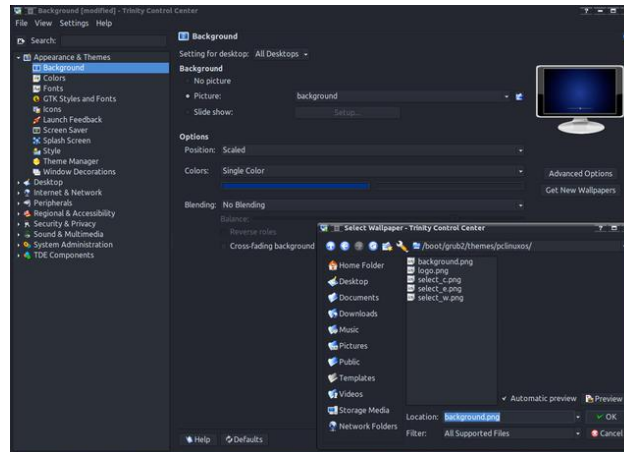 Background [modified] - Trinity Control Center
File View Settings Help
Search:
Appearance & Themes
Background
Colors
Fonts
GTK Styles and Fonts
Icons
Launch Feedback
Screen Saver
Splash Screen
Style
Theme Manager
Window Decorations
Desktop
Internet & Network
Peripherals
Regional & Accessibility
Security & Privacy
Sound & Multimedia
System Administration
TDE Components
Background
Setting for desktop: All Desktops
Background
No picture
Picture: background
Slide show: Setup...
Options
Position: Scaled
Colors: Single Color
Advanced Options
Get New Wallpapers
Blending: No Blending
Balance:
Reverse roles
Cross-fading background
Help Defaults
Select Wallpaper - Trinity Control Center
/boot/grub2/themes/pclinuxos/
Home Folder
Desktop
Documents
Downloads
Music
Pictures
Public
Templates
Videos
Storage Media
Network Folders
background.png
logo.png
select_c.png
select_e.png
select_w.png
Automatic preview Preview
Location: background.png OK
Filter: All Supported Files Cancel